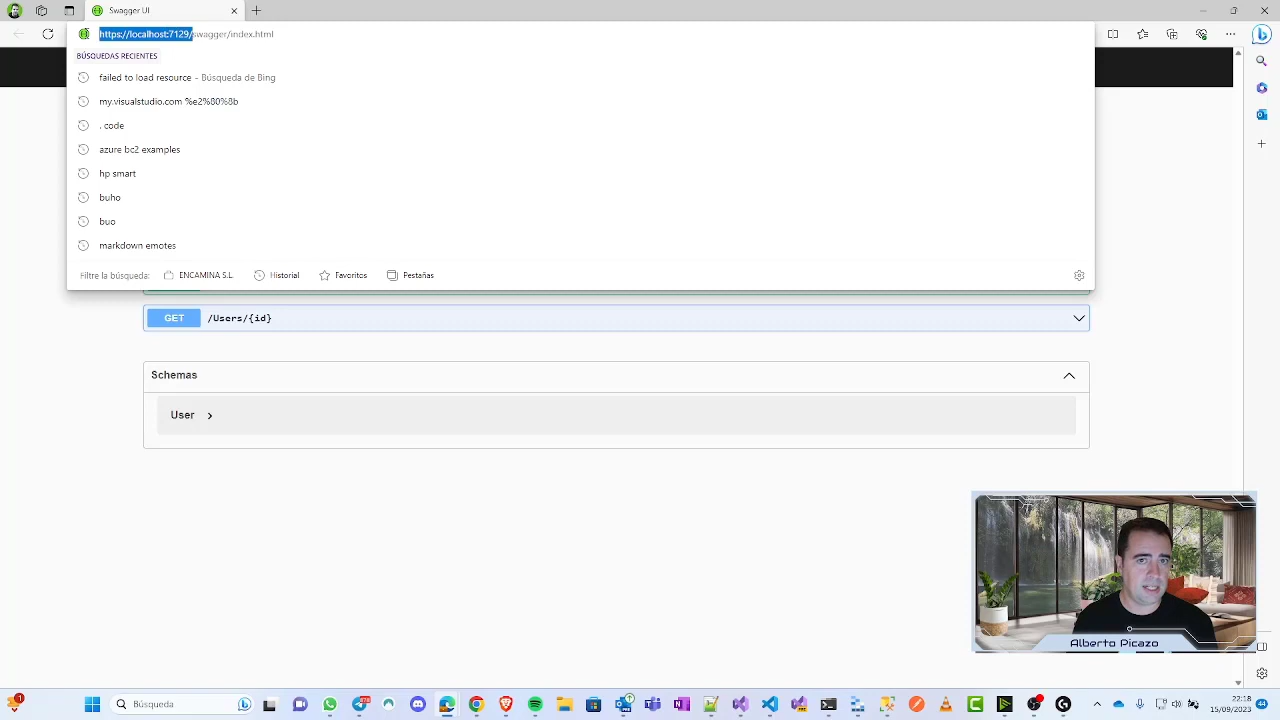 Swagger UI
https://localhost:7129/swagger/index.html
BÚSQUEDAS RECIENTES
failed to load resource - Búsqueda de Bing
my.visualstudio.com %e2%80%8b
. code
azure bc2 examples
hp smart
buho
buo
markdown emotes
Filtre la búsqueda: ENCAMINA S.L. Historial Favoritos Pestañas
GET /Users/{id}
Schemas
User
Alberto Picazo
1 Búsqueda 22:18
15/09/2023